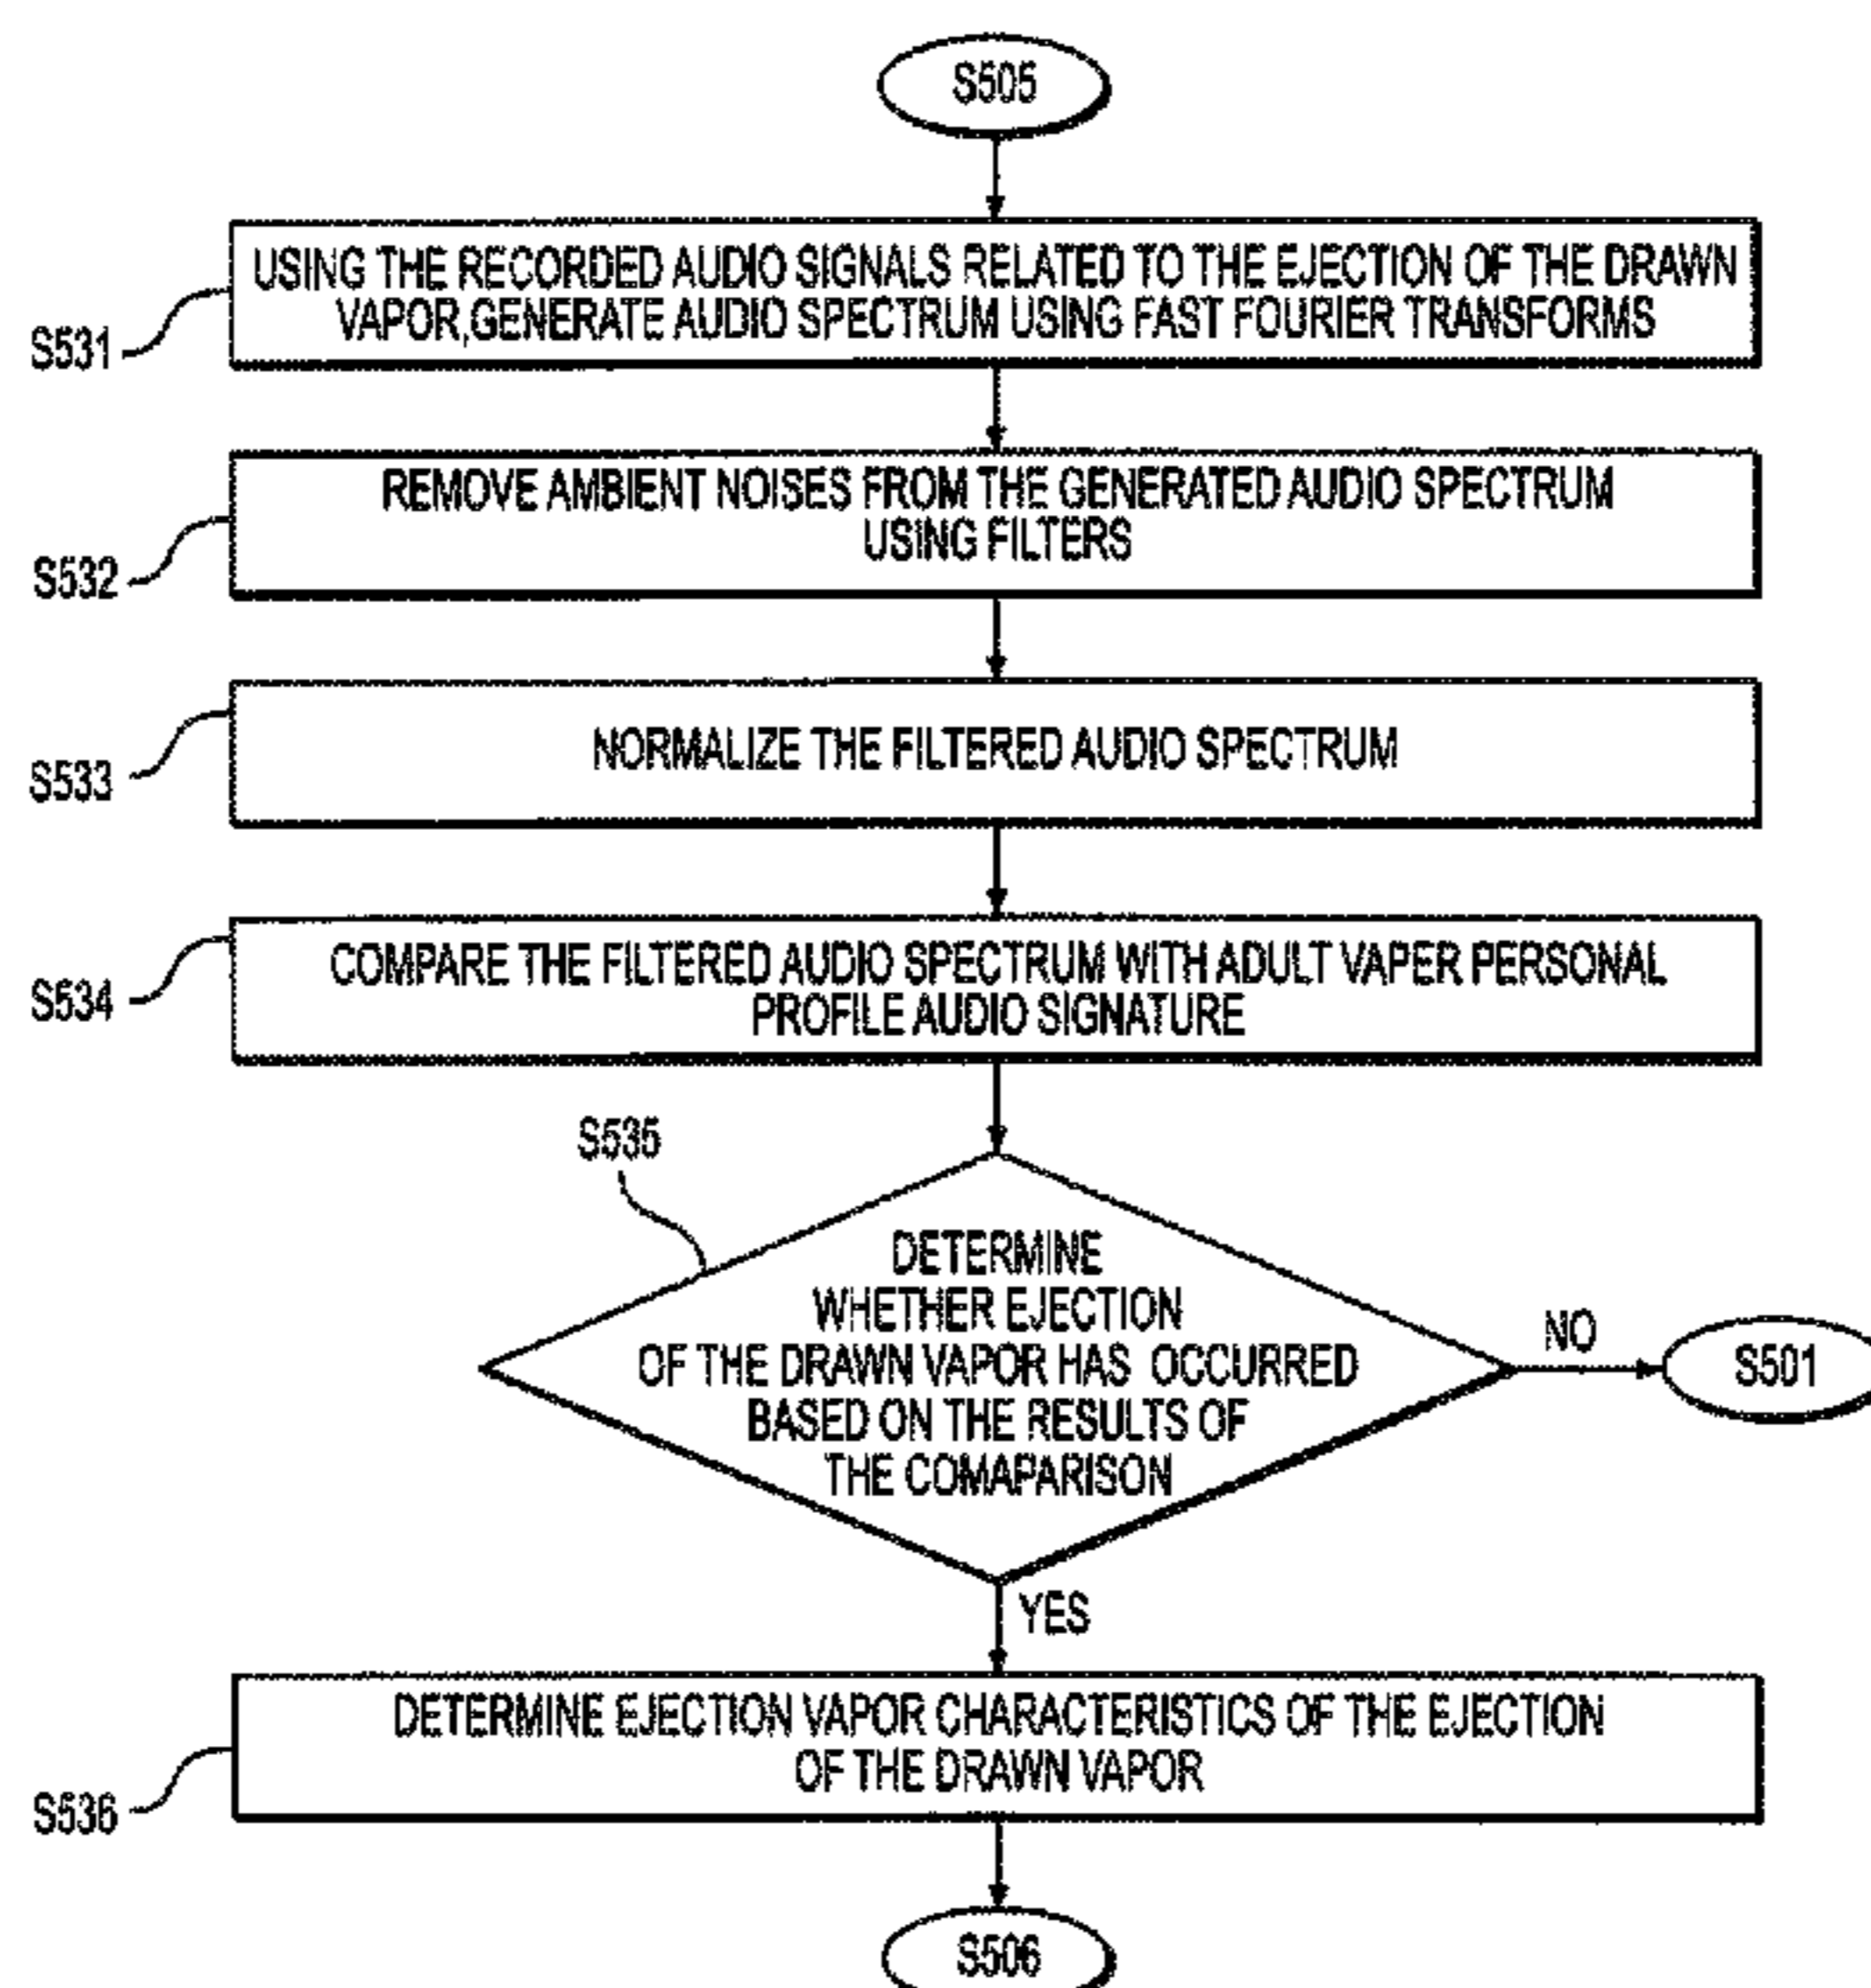 S505
USING THE RECORDED AUDIO SIGNALS RELATED TO THE EJECTION OF THE DRAWN
VAPOR,GENERATE AUDIO SPECTRUM USING FAST FOURIER TRANSFORMS
S531
REMOVE AMBIENT NOISES FROM THE GENERATED AUDIO SPECTRUM
USING FILTERS
S532
NORMALIZE THE FILTERED AUDIO SPECTRUM
S533
COMPARE THE FILTERED AUDIO SPECTRUM WITH ADULT VAPER PERSONAL
PROFILE AUDIO SIGNATURE
S534
S535
DETERMINE
WHETHER EJECTION
OF THE DRAWN VAPOR HAS OCCURRED
BASED ON THE RESULTS OF
THE COMAPARISON
NO
S501
YES
DETERMINE EJECTION VAPOR CHARACTERISTICS OF THE EJECTION
OF THE DRAWN VAPOR
S536
S506